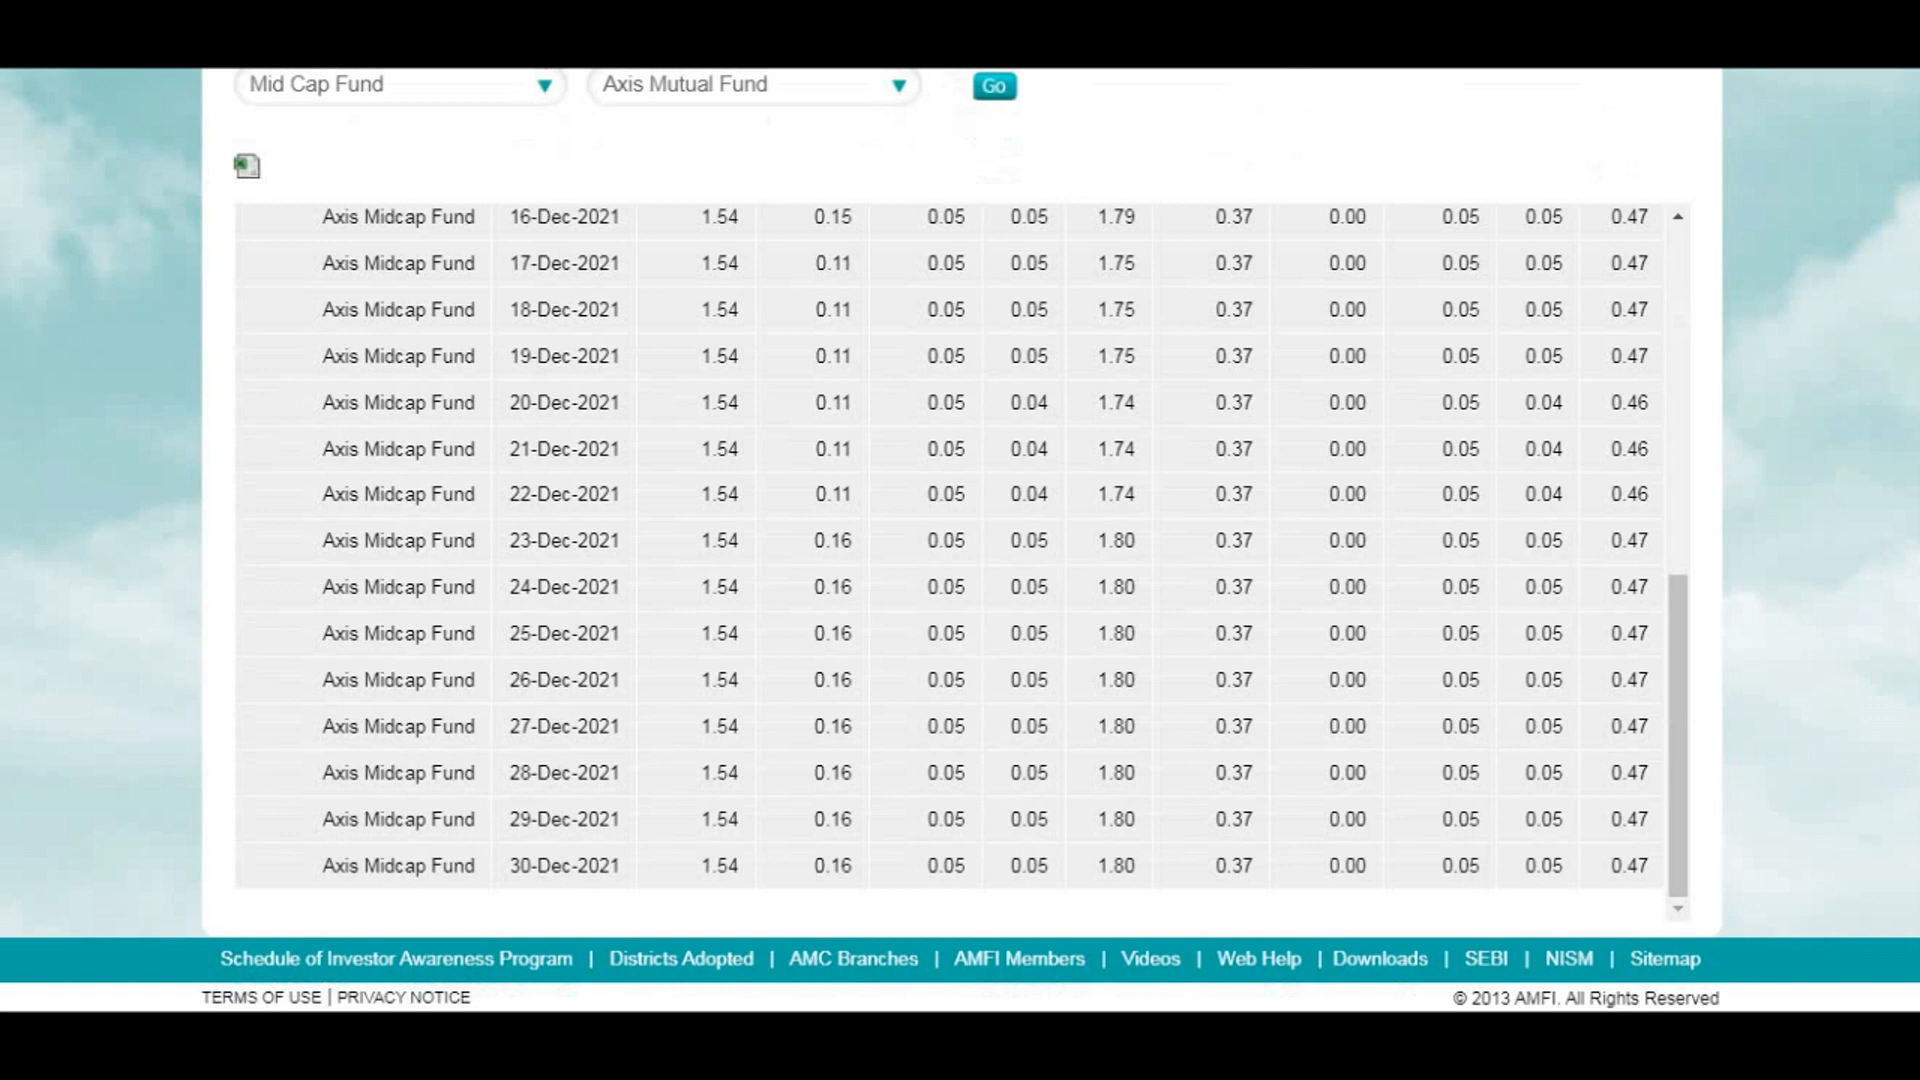 Mid Cap Fund Axis Mutual Fund Go
Axis Midcap Fund 16-Dec-2021 1.54 0.15 0.05 0.05 1.79 0.37 0.00 0.05 0.05 0.47
Axis Midcap Fund 17-Dec-2021 1.54 0.11 0.05 0.05 1.75 0.37 0.00 0.05 0.05 0.47
Axis Midcap Fund 18-Dec-2021 1.54 0.11 0.05 0.05 1.75 0.37 0.00 0.05 0.05 0.47
Axis Midcap Fund 19-Dec-2021 1.54 0.11 0.05 0.05 1.75 0.37 0.00 0.05 0.05 0.47
Axis Midcap Fund 20-Dec-2021 1.54 0.11 0.05 0.04 1.74 0.37 0.00 0.05 0.04 0.46
Axis Midcap Fund 21-Dec-2021 1.54 0.11 0.05 0.04 1.74 0.37 0.00 0.05 0.04 0.46
Axis Midcap Fund 22-Dec-2021 1.54 0.11 0.05 0.04 1.74 0.37 0.00 0.05 0.04 0.46
Axis Midcap Fund 23-Dec-2021 1.54 0.16 0.05 0.05 1.80 0.37 0.00 0.05 0.05 0.47
Axis Midcap Fund 24-Dec-2021 1.54 0.16 0.05 0.05 1.80 0.37 0.00 0.05 0.05 0.47
Axis Midcap Fund 25-Dec-2021 1.54 0.16 0.05 0.05 1.80 0.37 0.00 0.05 0.05 0.47
Axis Midcap Fund 26-Dec-2021 1.54 0.16 0.05 0.05 1.80 0.37 0.00 0.05 0.05 0.47
Axis Midcap Fund 27-Dec-2021 1.54 0.16 0.05 0.05 1.80 0.37 0.00 0.05 0.05 0.47
Axis Midcap Fund 28-Dec-2021 1.54 0.16 0.05 0.05 1.80 0.37 0.00 0.05 0.05 0.47
Axis Midcap Fund 29-Dec-2021 1.54 0.16 0.05 0.05 1.80 0.37 0.00 0.05 0.05 0.47
Axis Midcap Fund 30-Dec-2021 1.54 0.16 0.05 0.05 1.80 0.37 0.00 0.05 0.05 0.47
Schedule of Investor Awareness Program | Districts Adopted | AMC Branches | AMFI Members | Videos | Web Help | Downloads | SEBI | NISM | Sitemap
TERMS OF USE | PRIVACY NOTICE © 2013 AMFI. All Rights Reserved